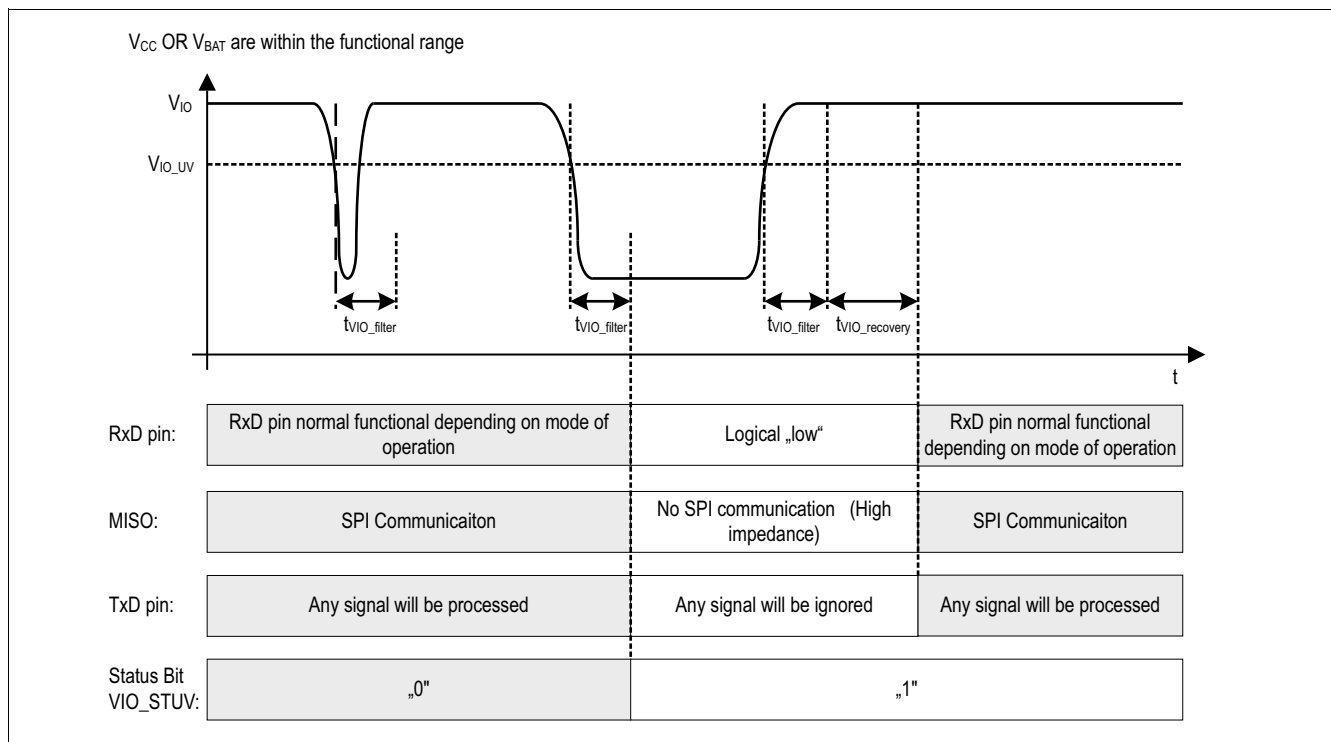 VCC OR VBAT are within the functional range
VIO
VIO_UV
tVIO_filter
tVIO_filter
tVIO_filter
tVIO_recovery
t
RxD pin:
RxD pin normal functional depending on mode of
operation
Logical „low“
RxD pin normal functional
depending on mode of operation
MISO:
SPI Communicaiton
No SPI communication (High
impedance)
SPI Communicaiton
TxD pin:
Any signal will be processed
Any signal will be ignored
Any signal will be processed
Status Bit
VIO_STUV:
„0"
„1"